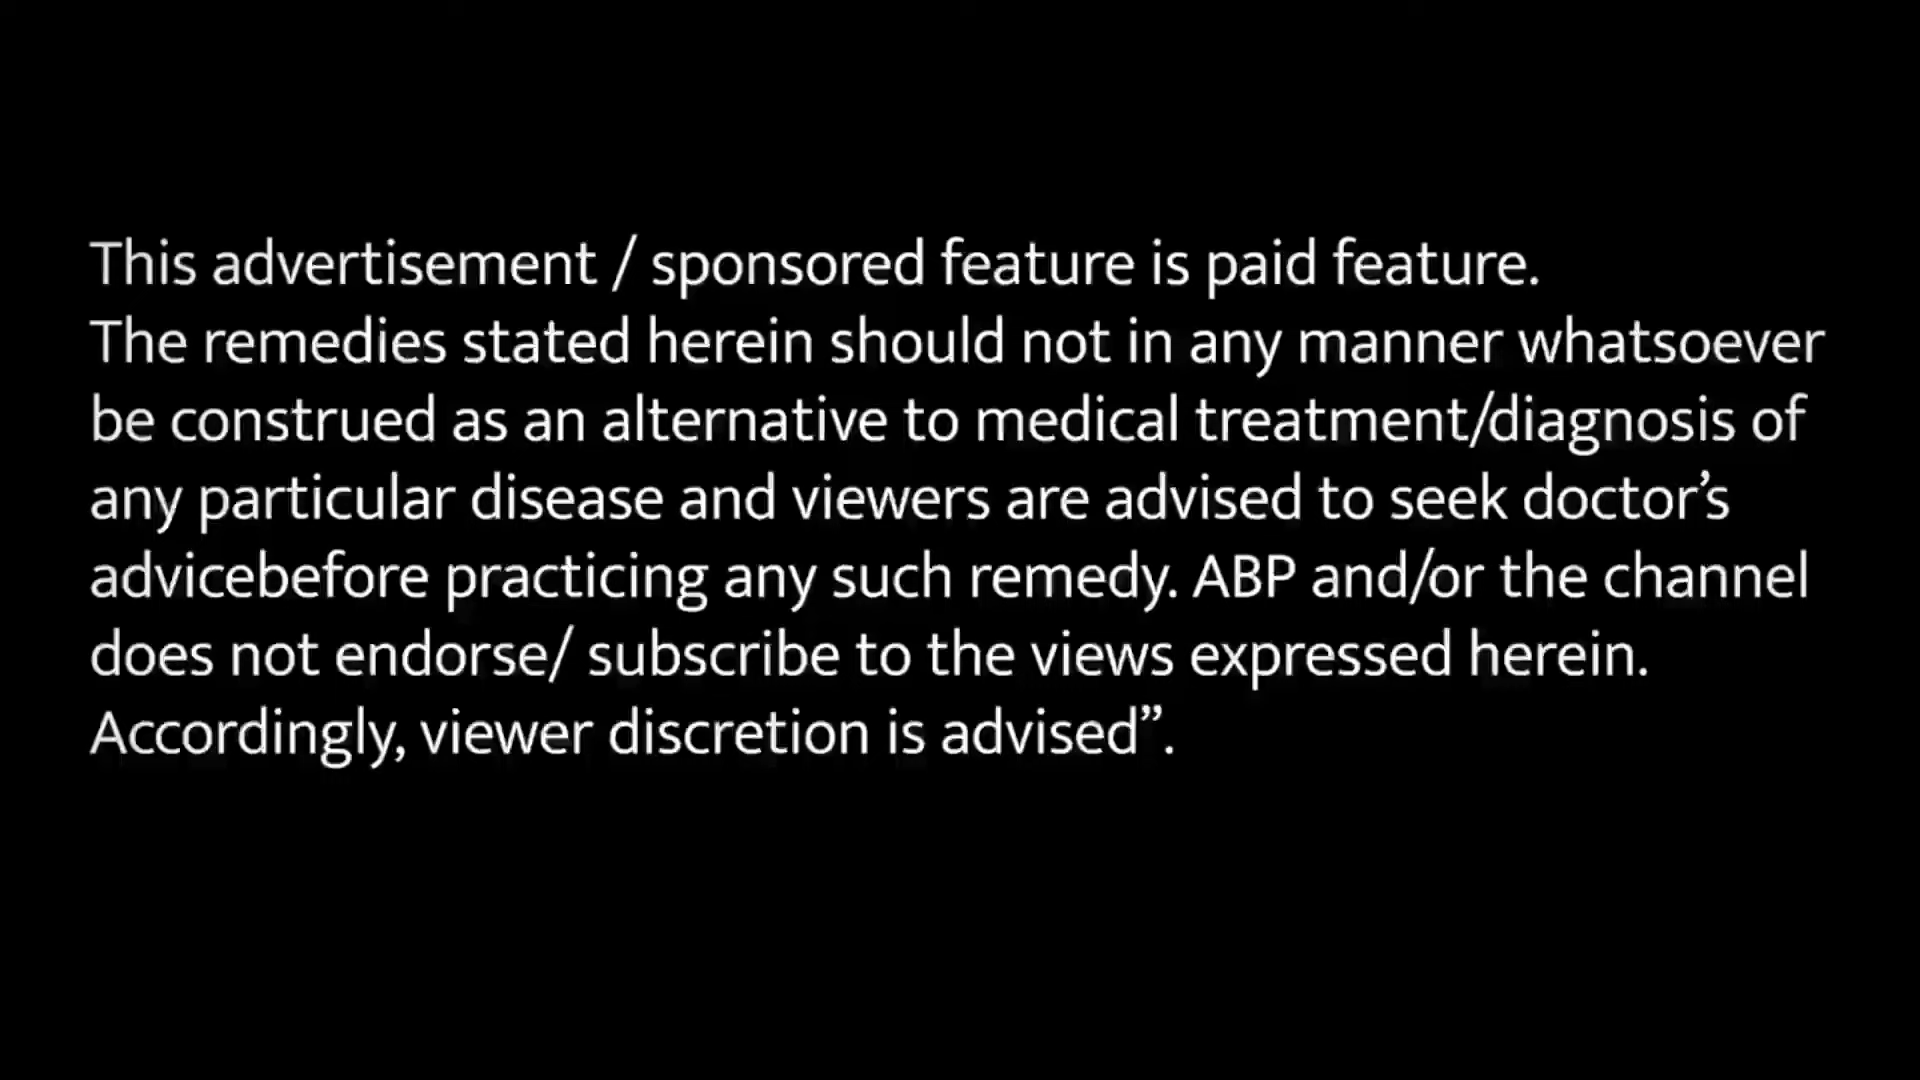 This advertisement / sponsored feature is paid feature.
The remedies stated herein should not in any manner whatsoever
be construed as an alternative to medical treatment/diagnosis of
any particular disease and viewers are advised to seek doctor’s
advicebefore practicing any such remedy. ABP and/or the channel
does not endorse/ subscribe to the views expressed herein.
Accordingly, viewer discretion is advised”.